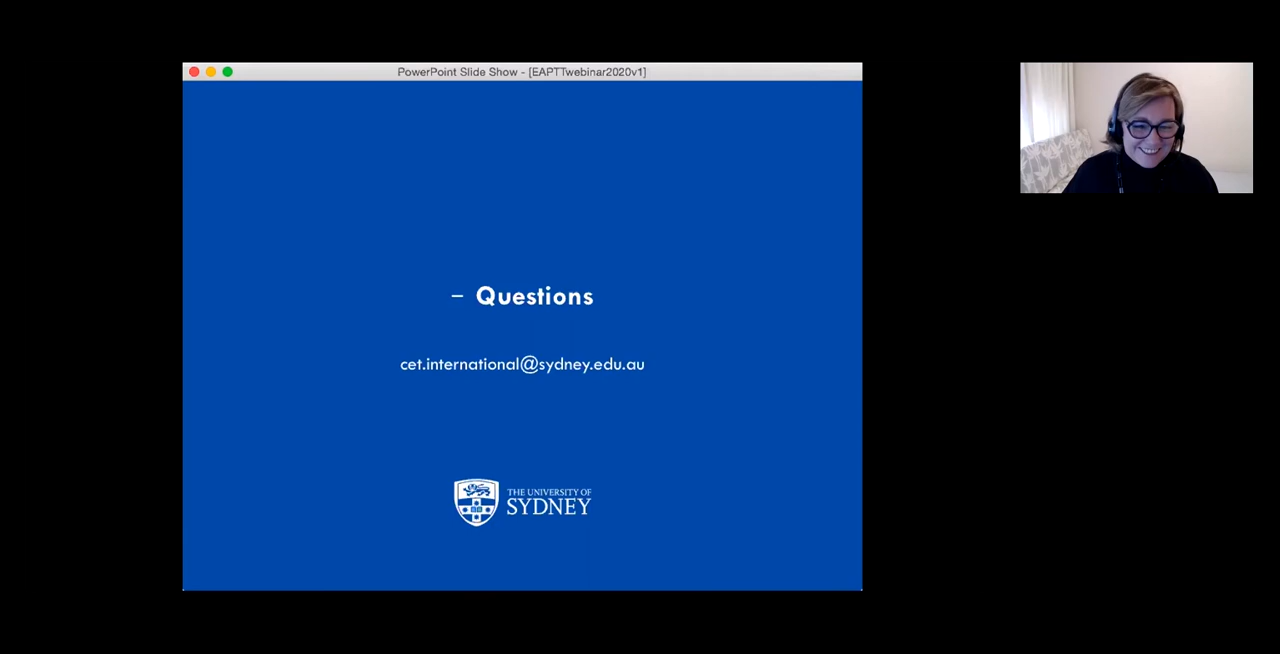 PowerPoint Slide Show - [EAPTTwebinar2020v1]
– Questions
cet.international@sydney.edu.au
THE UNIVERSITY OF
SYDNEY